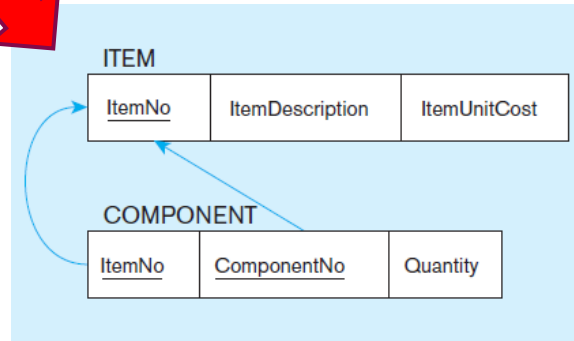 ITEM
ItemNo ItemDescription ItemUnitCost
COMPONENT
ItemNo ComponentNo Quantity